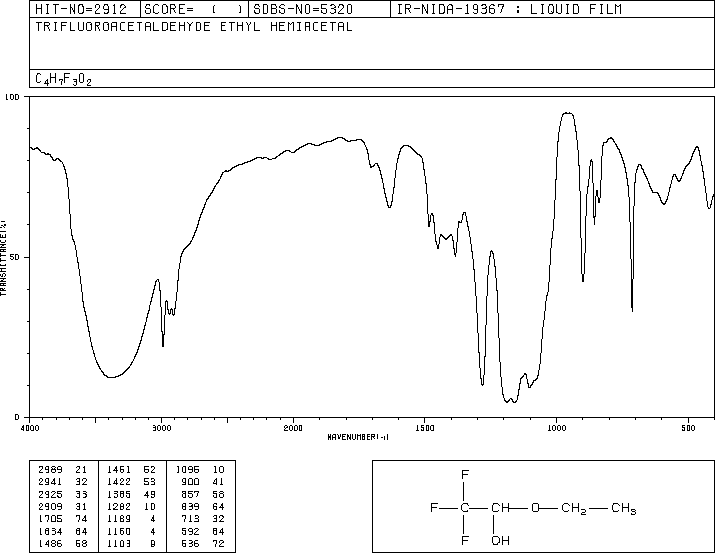 HIT-NO=2912 SCORE= ( ) SDBS-NO=5320 IR-NIDA-19367 : LIQUID FILM
TRIFLUOROACETALDEHYDE ETHYL HEMIACETAL
C4H7F3O2
100
TRANSMITTANCE(%)
50
0
4000 3000 2000 1500 1000 500
WAVENUMBER(-1)
2989 21 1461 52 1096 10
2941 32 1422 53 900 41
2925 33 1385 49 857 58
2909 31 1282 10 839 64
1705 74 1189 4 713 32
1634 64 1160 4 592 64
1486 58 1103 9 536 72
F
F C CH O CH2 CH3
F OH